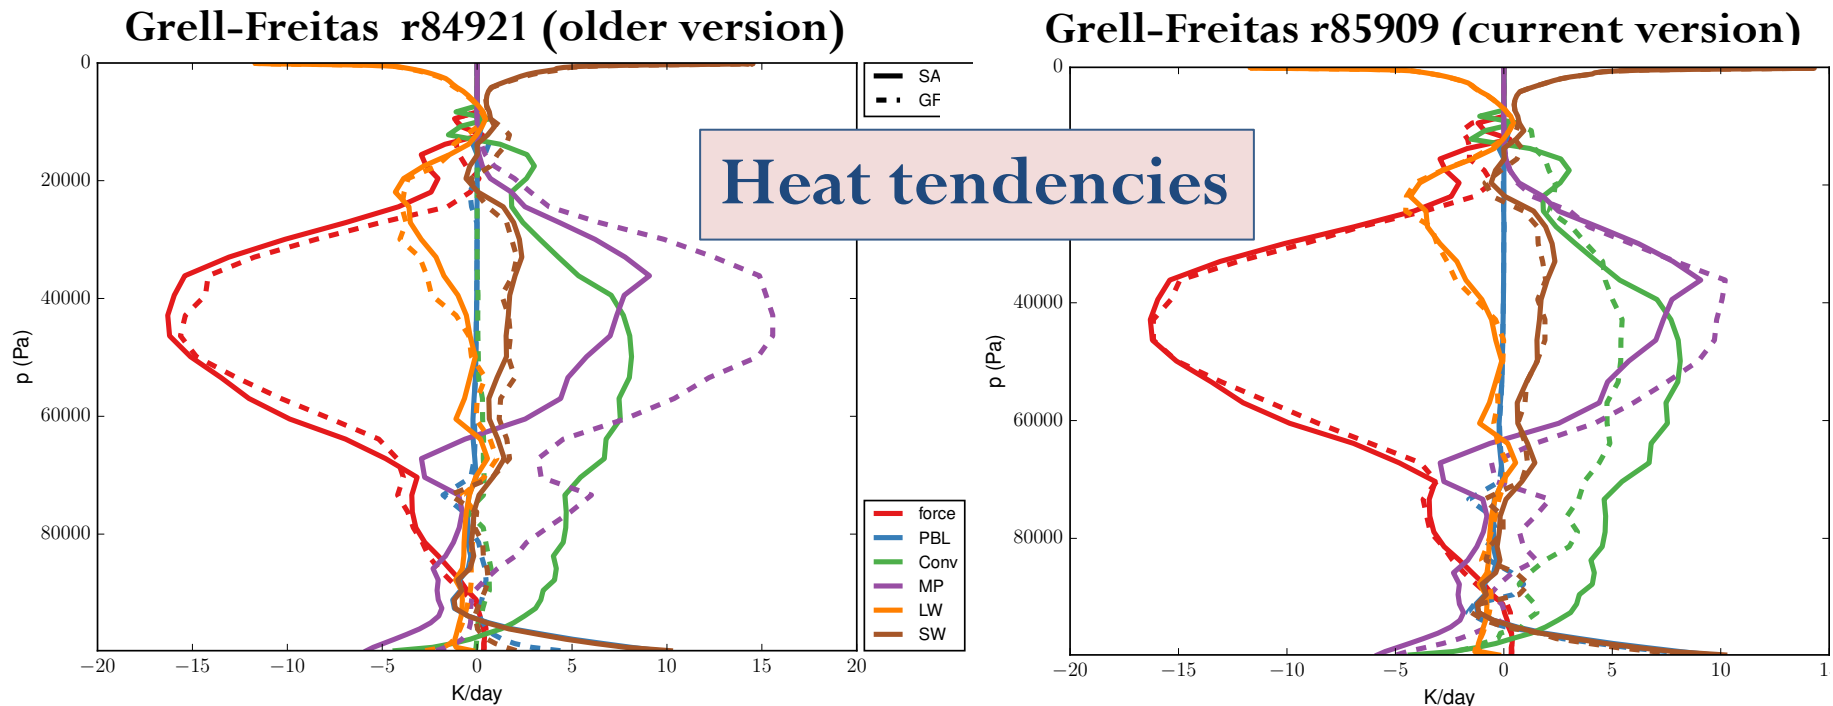 Grell-Freitas r84921 (older version)
Grell-Freitas r85909 (current version)
Heat tendencies
SA
GF
0
20000
40000
60000
80000
p (Pa)
−20 −15 −10 −5 0 5 10 15 20
K/day
force
PBL
Conv
MP
LW
SW
0
40000
60000
80000
p (Pa)
−20 −15 −10 −5 0 5 10 1
K/day